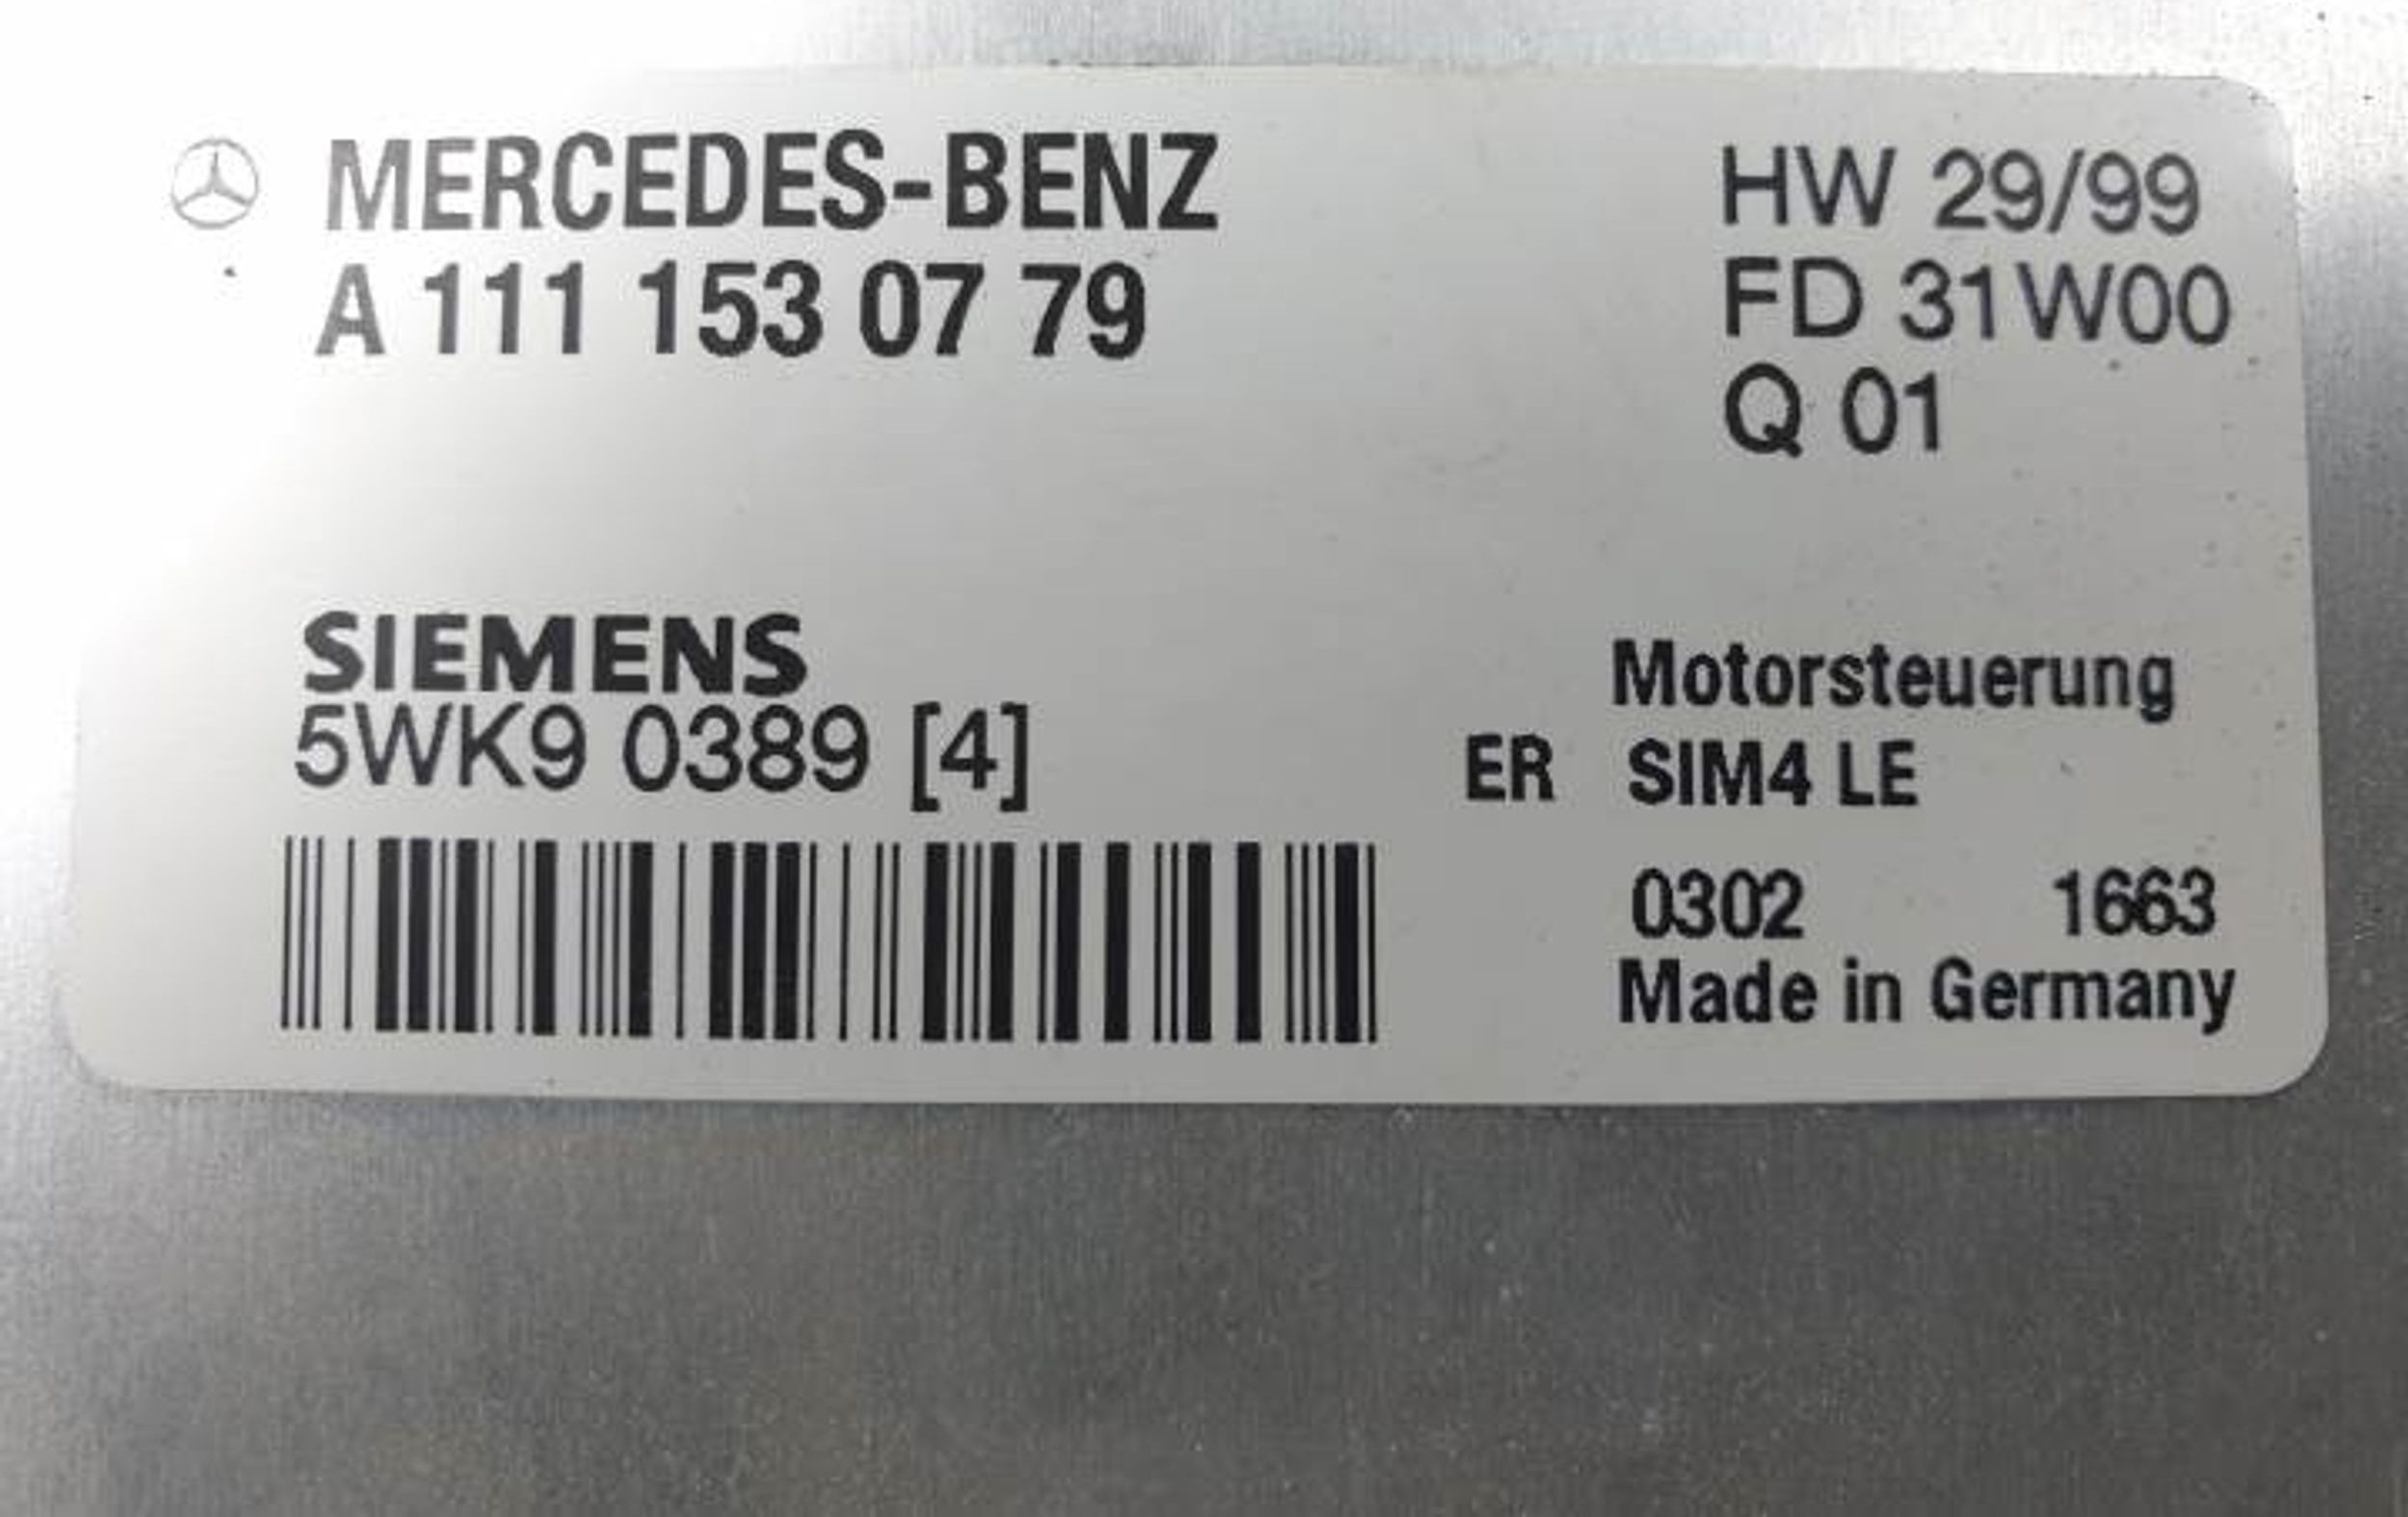 MERCEDES-BENZ
A 111 153 07 79
HW 29/99
FD 31W00
Q 01
SIEMENS
5WK9 0389 [4]
Motorsteuerung
ER SIM4 LE
0302 1663
Made in Germany